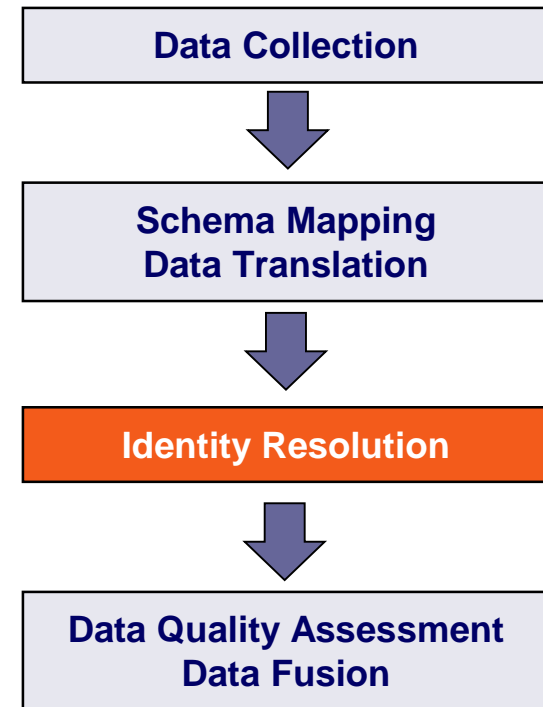 Data Collection
Schema Mapping
Data Translation
Identity Resolution
Data Quality Assessment
Data Fusion